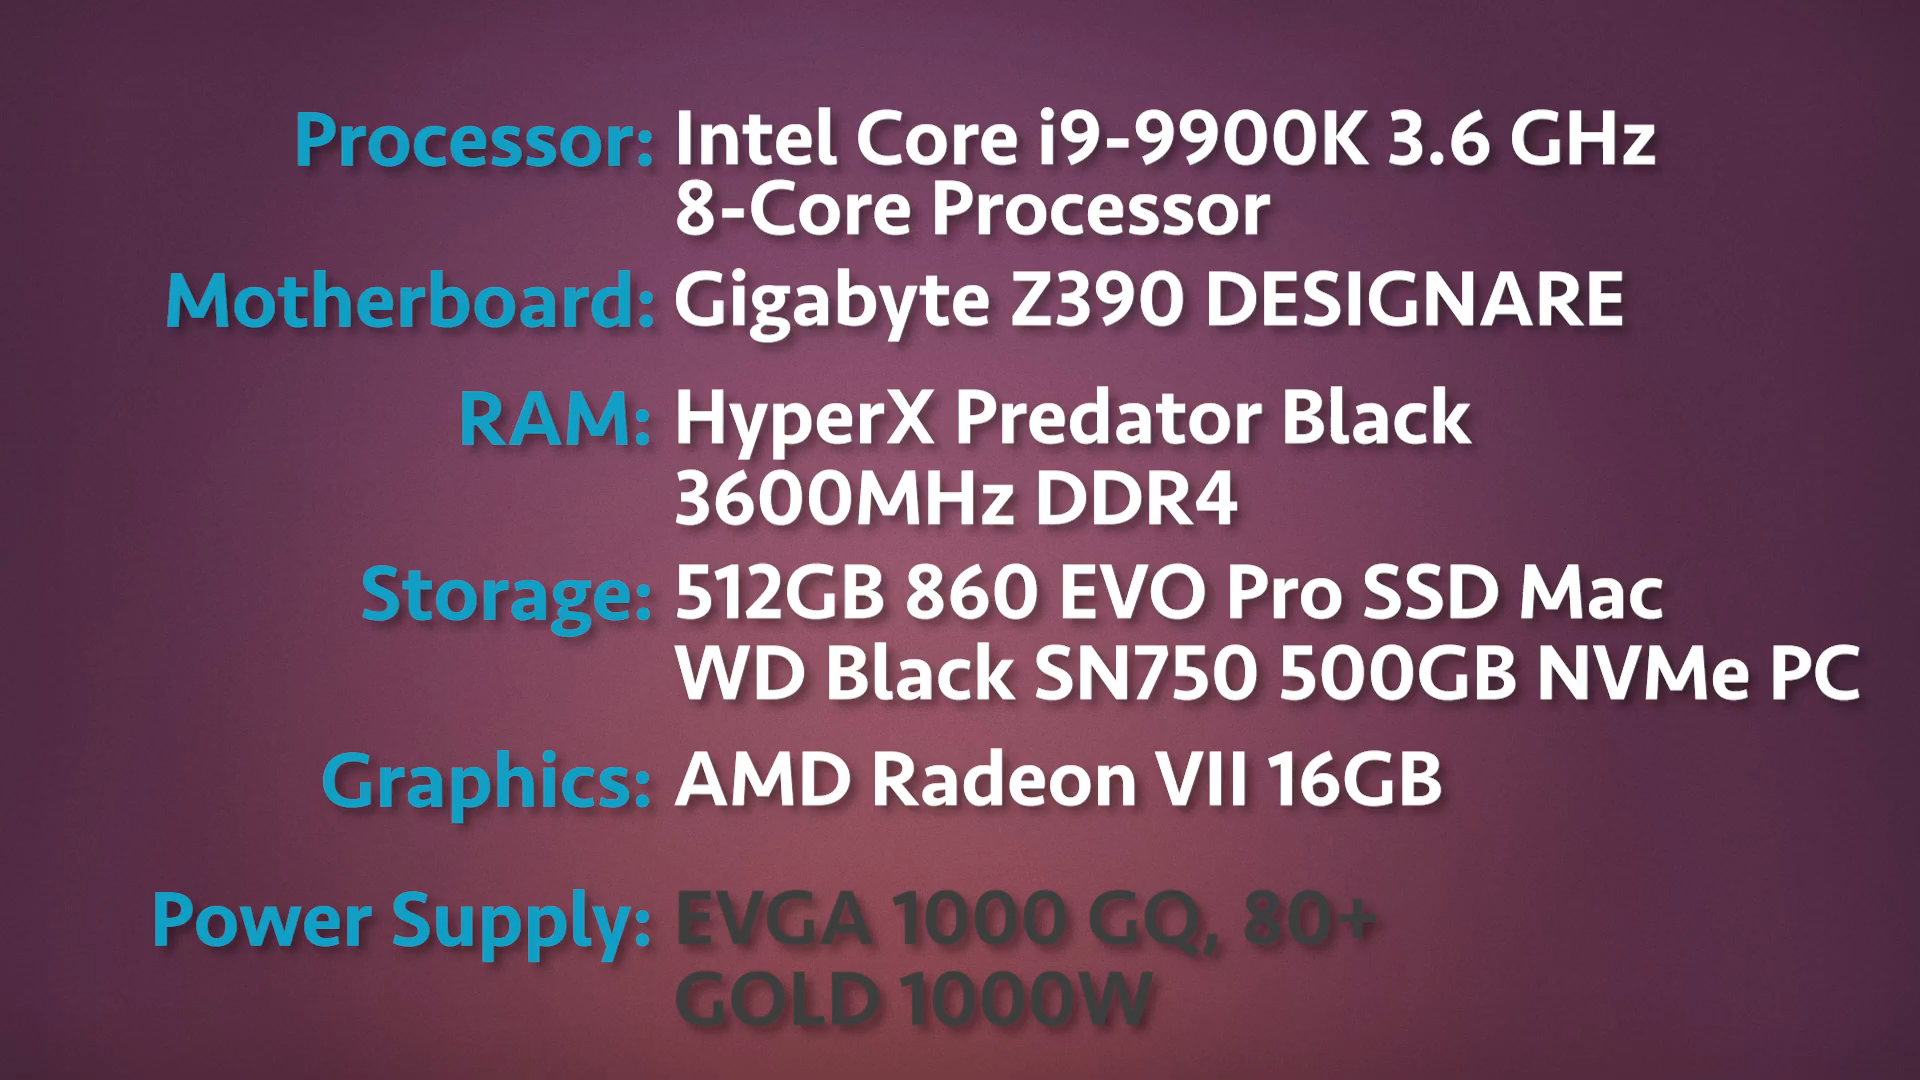 Processor: Intel Core i9-9900K 3.6 GHz
8-Core Processor
Motherboard: Gigabyte Z390 DESIGNARE
RAM: HyperX Predator Black
3600MHz DDR4
Storage: 512GB 860 EVO Pro SSD Mac
WD Black SN750 500GB NVMe PC
Graphics: AMD Radeon VII 16GB
Power Supply: EVGA 1000 GQ, 80+
GOLD 1000W